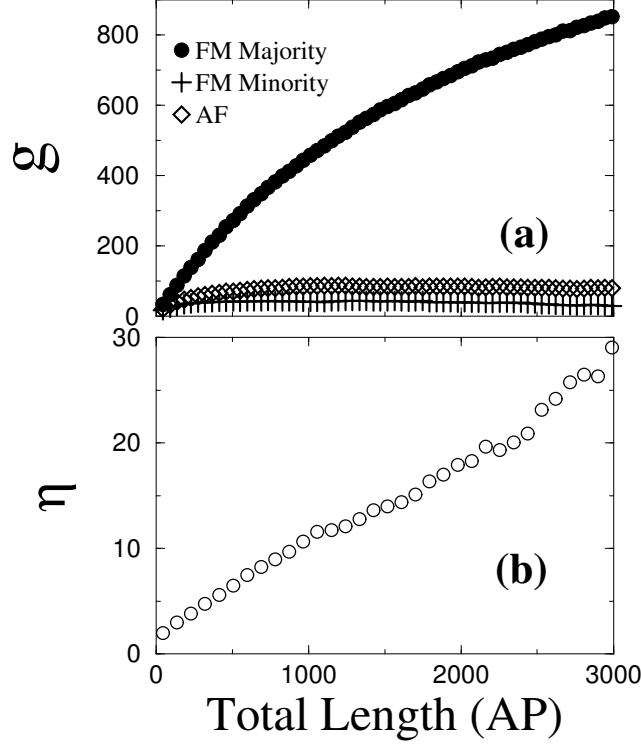 800
600
400
200
0
g
FM Majority
FM Minority
AF
(a)
30
20
10
0
η
(b)
0 1000 2000 3000
Total Length (AP)